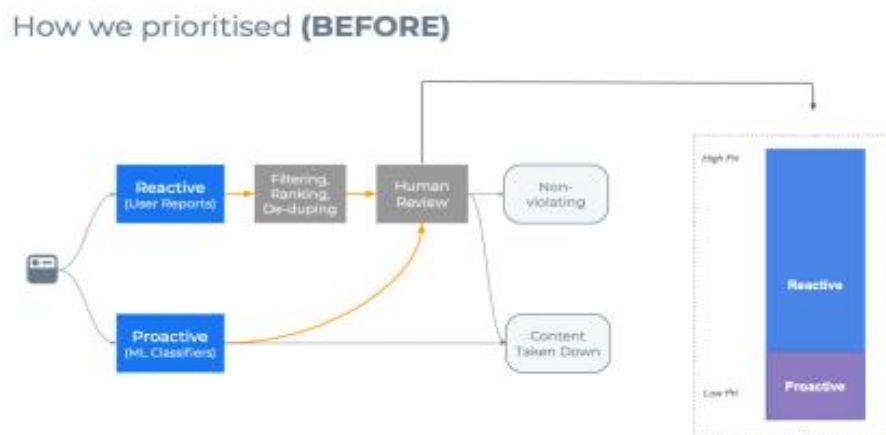 How we prioritised (BEFORE)
Reactive
(User Reports)
Filtering,
Ranking,
De-duping
Human
Review
Non-
violating
Proactive
(ML Classifiers)
Content
Taken Down
High Pri
Reactive
Proactive
Low Pri